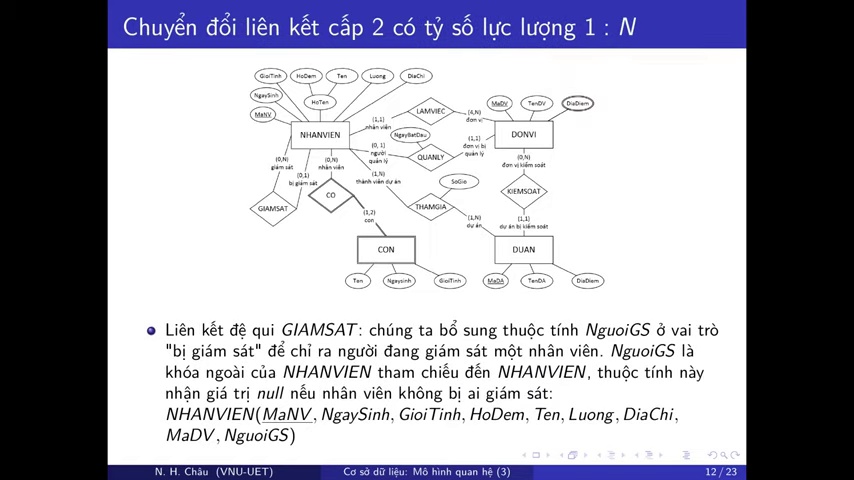 Chuyển đổi liên kết cấp 2 có tỷ số lực lượng 1 : N
GioiTinh
HoDem
Ten
Luong
DiaChi
NgaySinh
HoTen
MaNV
NHANVIEN
(1,1)
nhân viên
LAMVIEC
(4,N)
đơn vị
MaDV
TenDV
DiaDiem
DONVI
(0, 1)
người
quản lý
NgayBatDau
QUANLY
(1,1)
đơn vị bị
quản lý
(0,N)
giám sát
(0,1)
bị giám sát
(0,N)
nhân viên
(1,N)
thành viên dự án
(0,N)
đơn vị kiểm soát
GIAMSAT
CO
SoGio
THAMGIA
KIEMSOAT
(1,2)
con
(1,N)
dự án
(1,1)
dự án bị kiểm soát
CON
DUAN
Ten
Ngaysinh
GioiTinh
MaDA
TenDA
DiaDiem
Liên kết đệ qui GIAMSAT: chúng ta bổ sung thuộc tính NguoiGS ở vai trò
"bị giám sát" để chỉ ra người đang giám sát một nhân viên. NguoiGS là
khóa ngoài của NHANVIEN tham chiếu đến NHANVIEN, thuộc tính này
nhận giá trị null nếu nhân viên không bị ai giám sát:
NHANVIEN(MaNV, NgaySinh, GioiTinh, HoDem, Ten, Luong, DiaChi,
MaDV, NguoiGS)
N. H. Châu (VNU-UET)
Cơ sở dữ liệu: Mô hình quan hệ (3)
12 / 23